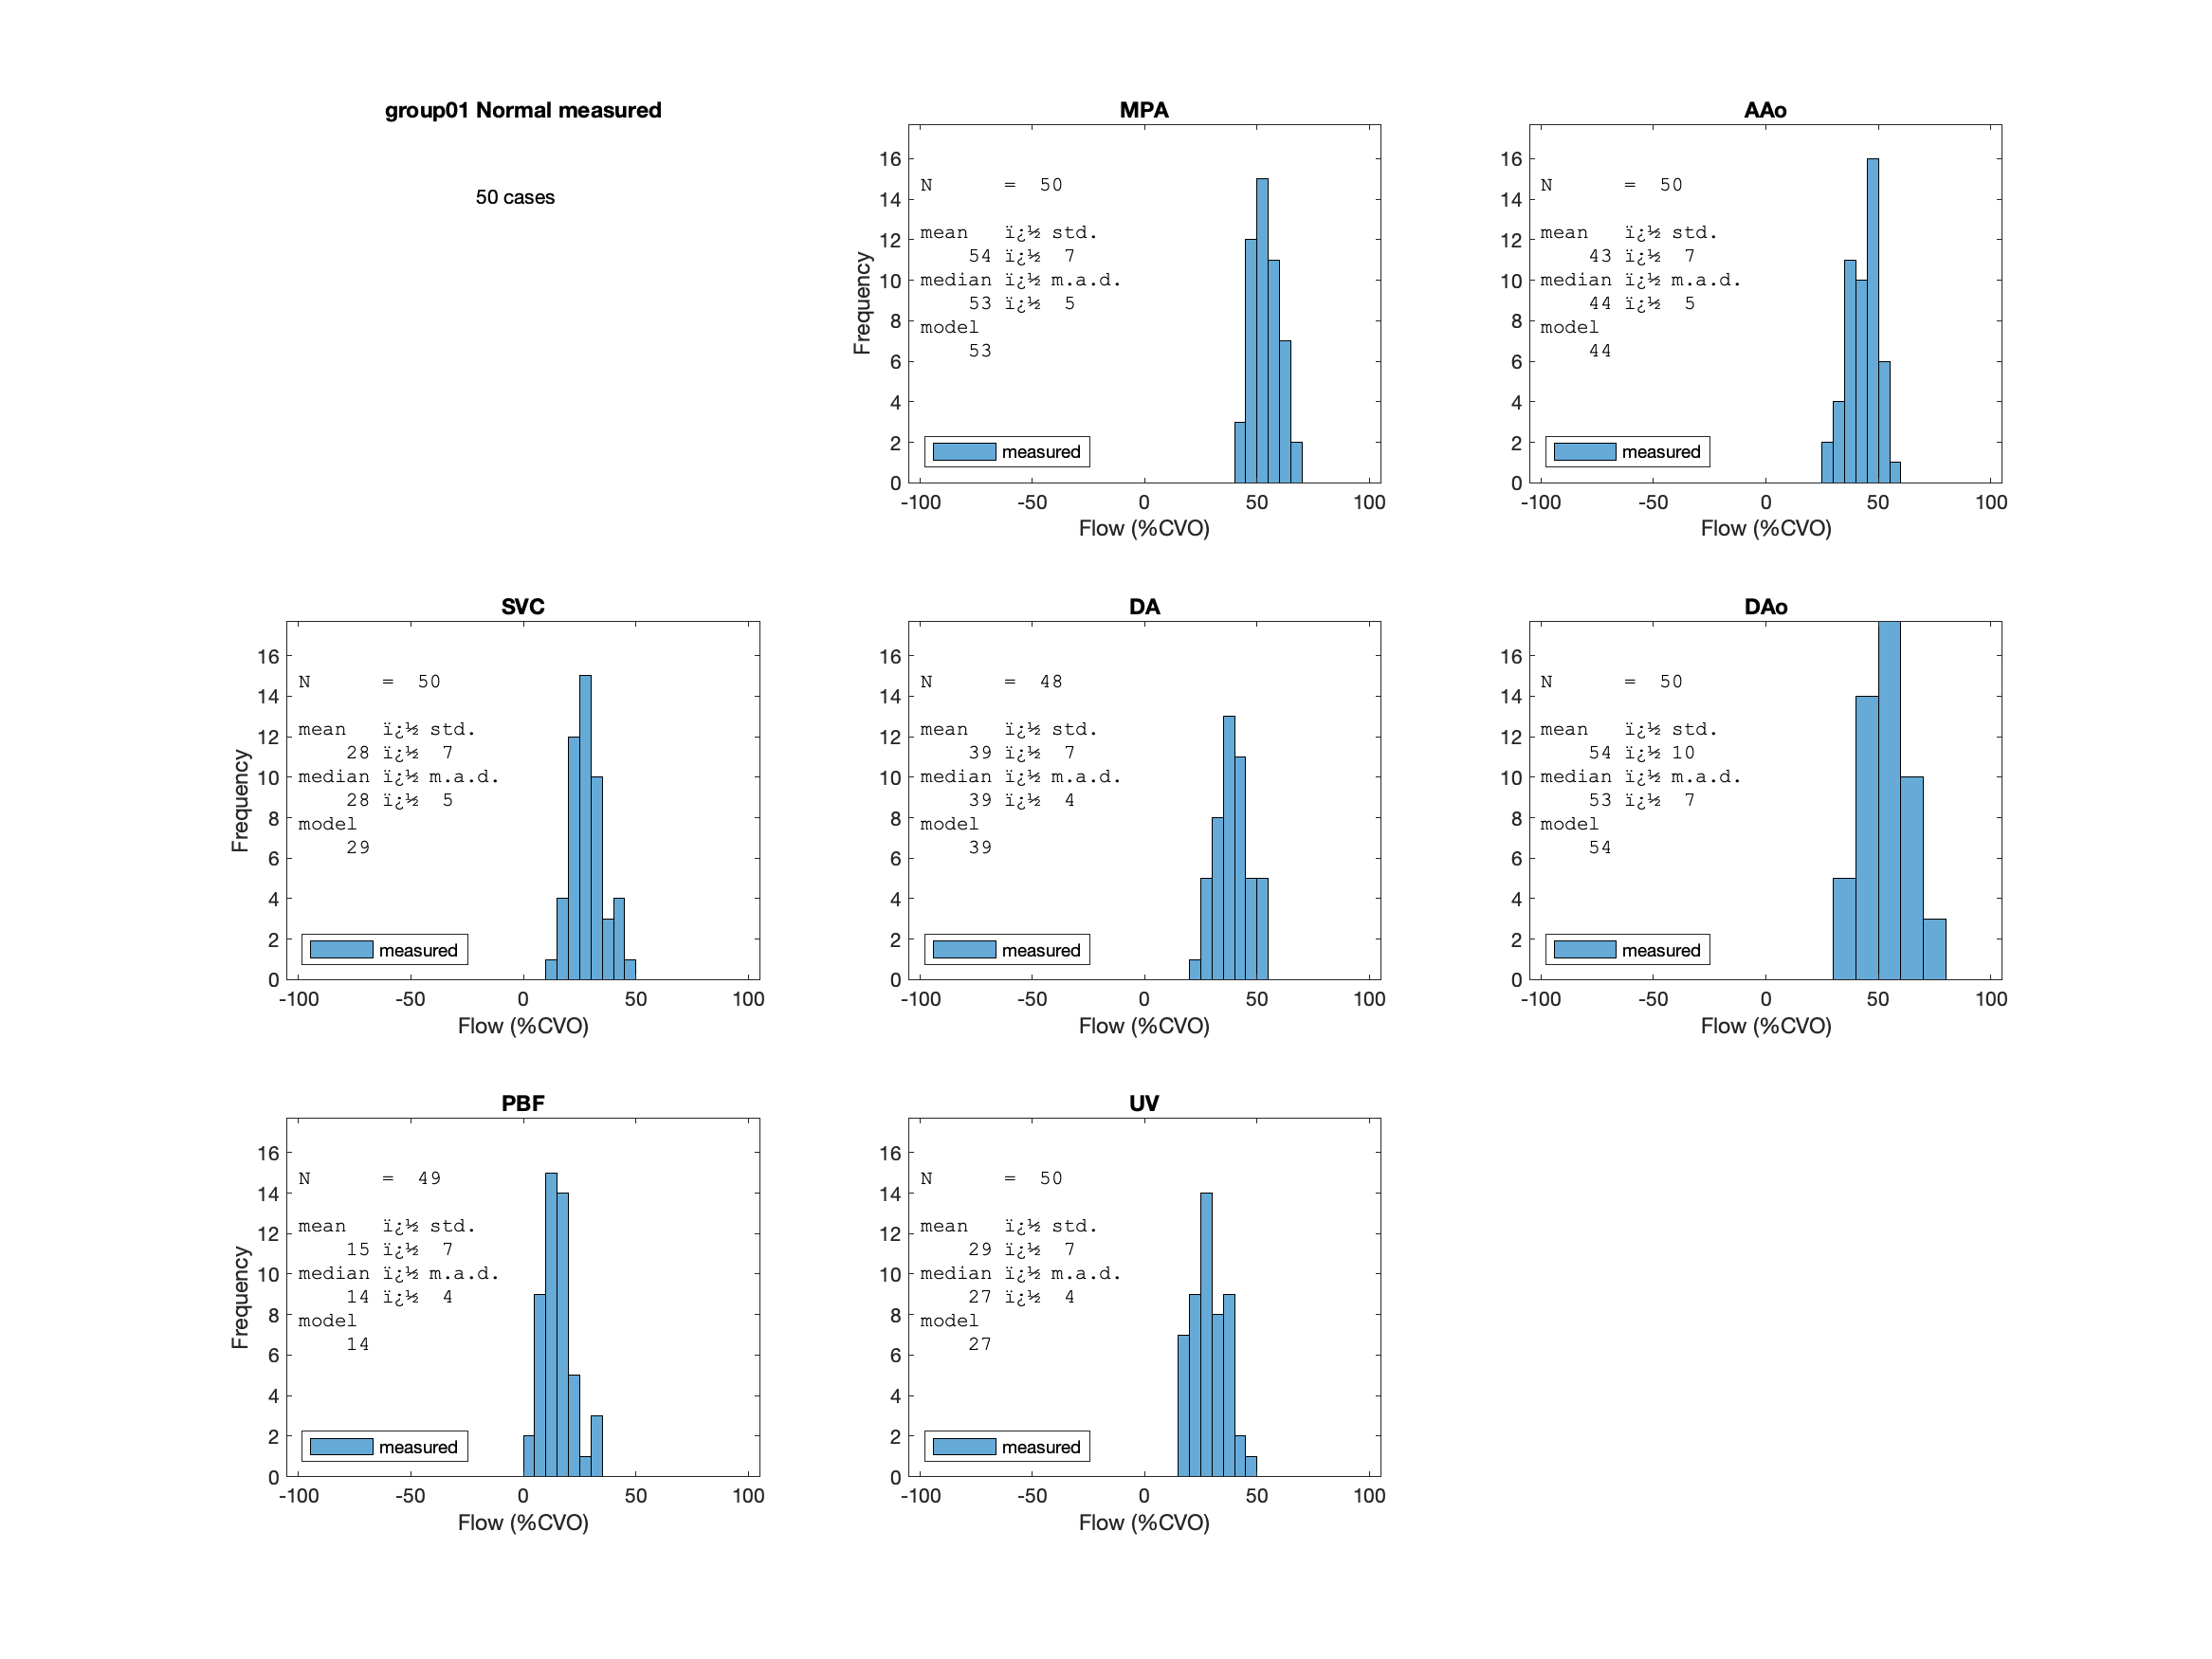 group01 Normal measured
50 cases
MPA
16
14
12
10
8
6
4
2
0
Frequency
N = 50
mean ï¿½ std.
54 ï¿½ 7
median ï¿½ m.a.d.
53 ï¿½ 5
model
53
measured
-100 -50 0 50 100
Flow (%CVO)
AAo
16
14
12
10
8
6
4
2
0
N = 50
mean ï¿½ std.
43 ï¿½ 7
median ï¿½ m.a.d.
44 ï¿½ 5
model
44
measured
-100 -50 0 50 100
Flow (%CVO)
SVC
16
14
12
10
8
6
4
2
0
Frequency
N = 50
mean ï¿½ std.
28 ï¿½ 7
median ï¿½ m.a.d.
28 ï¿½ 5
model
29
measured
-100 -50 0 50 100
Flow (%CVO)
DA
16
14
12
10
8
6
4
2
0
N = 48
mean ï¿½ std.
39 ï¿½ 7
median ï¿½ m.a.d.
39 ï¿½ 4
model
39
measured
-100 -50 0 50 100
Flow (%CVO)
DAo
16
14
12
10
8
6
4
2
0
N = 50
mean ï¿½ std.
54 ï¿½ 10
median ï¿½ m.a.d.
53 ï¿½ 7
model
54
measured
-100 -50 0 50 100
Flow (%CVO)
PBF
16
14
12
10
8
6
4
2
0
Frequency
N = 49
mean ï¿½ std.
15 ï¿½ 7
median ï¿½ m.a.d.
14 ï¿½ 4
model
14
measured
-100 -50 0 50 100
Flow (%CVO)
UV
16
14
12
10
8
6
4
2
0
N = 50
mean ï¿½ std.
29 ï¿½ 7
median ï¿½ m.a.d.
27 ï¿½ 4
model
27
measured
-100 -50 0 50 100
Flow (%CVO)